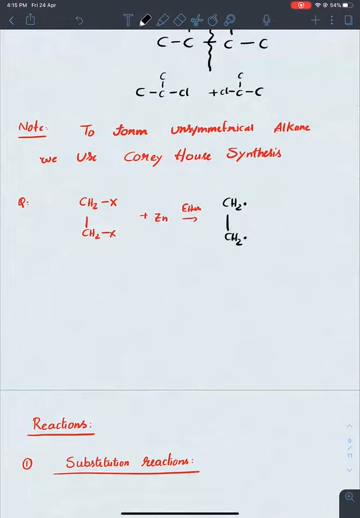 4:15 PM Fri 24 Apr
54%
C-C C-C
C C
C-C-Cl +Cl-C-C
Note: To form unsymmetrical Alkane
we use Corey House Synthesis
Q: CH2-X CH2•
+ Zn Ether →
CH2-X CH2•
Reactions:
① Substitution reactions: